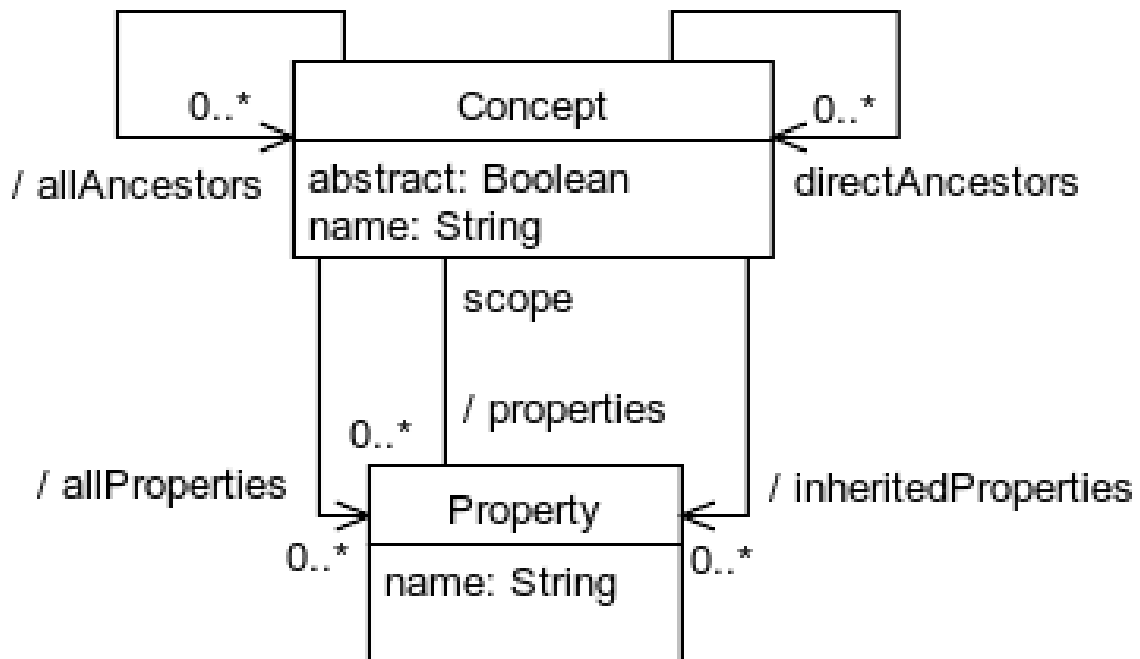 0..*
Concept
0..*
/ allAncestors
abstract: Boolean
directAncestors
name: String
scope
/ properties
0..*
/ allProperties
Property
/ inheritedProperties
0..*
0..*
name: String